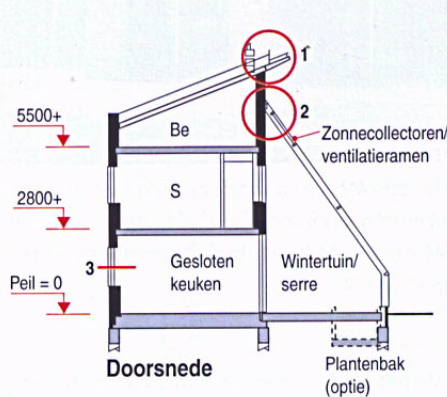 1
2
5500+
Be
Zonnecollectoren/
ventilatieramen
S
2800+
3
Gesloten
keuken
Wintertuin/
serre
Peil = 0
Doorsnede
Plantenbak
(optie)